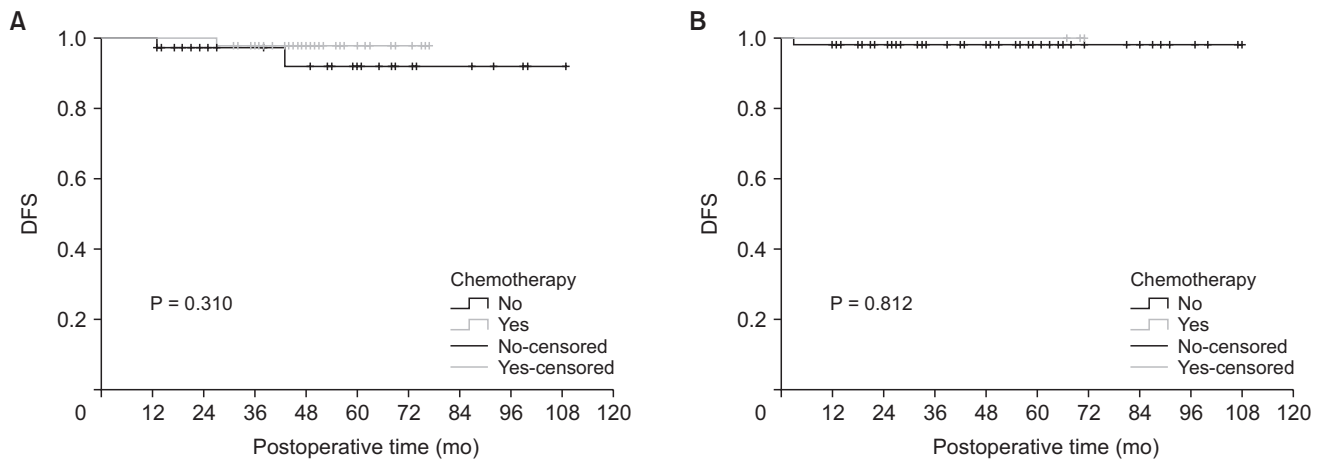 A
1.0
0.8
0.6
0.4
0.2
0
DFS
P = 0.310
Chemotherapy
No
Yes
No-censored
Yes-censored
12 24 36 48 60 72 84 96 108 120
Postoperative time (mo)
B
1.0
0.8
0.6
0.4
0.2
0
DFS
P = 0.812
Chemotherapy
No
Yes
No-censored
Yes-censored
12 24 36 48 60 72 84 96 108 120
Postoperative time (mo)